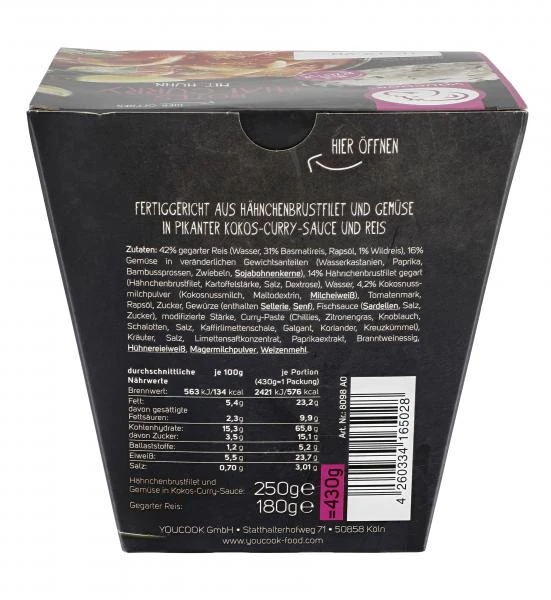 MIT HUHN
HIER ÖFFNEN
HIER ÖFFNEN
FERTIGGERICHT AUS HÄHNCHENBRUSTFILET UND GEMÜSE
IN PIKANTER KOKOS-CURRY-SAUCE UND REIS
Zutaten: 42% gegarter Reis (Wasser, 31% Basmatireis, Rapsöl, 1% Wildreis), 16%
Gemüse in veränderlichen Gewichtsanteilen (Wasserkastanien, Paprika,
Bambussprossen, Zwiebeln, Sojabohnenkerne), 14% Hähnchenbrustfilet gegart
(Hähnchenbrustfilet, Kartoffelstärke, Salz, Dextrose), Wasser, 4,2% Kokosnuss-
milchpulver (Kokosnussmilch, Maltodextrin, Milcheiweiß), Tomatenmark,
Rapsöl, Zucker, Gewürze (enthalten Sellerie, Senf), Fischsauce (Sardellen, Salz,
Zucker), modifizierte Stärke, Curry-Paste (Chillies, Zitronengras, Knoblauch,
Schalotten, Salz, Kaffirlimettenschale, Galgant, Koriander, Kreuzkümmel),
Kräuter, Salz, Limettensaftkonzentrat, Paprikaextrakt, Branntweinessig,
Hühnereieiweiß, Magermilchpulver, Weizenmehl.
durchschnittliche je 100g je Portion
Nährwerte (430g=1 Packung)
Brennwert: 563 kJ/134 kcal 2421 kJ/576 kcal
Fett: 5,4g 23,2g
davon gesättigte
Fettsäuren: 2,3g 9,9g
Kohlenhydrate: 15,3g 65,8g
davon Zucker: 3,5g 15,1g
Ballaststoffe: 1,2g 5,2g
Eiweiß: 5,5g 23,7g
Salz: 0,70 g 3,01g
Hähnchenbrustfilet und
Gemüse in Kokos-Curry-Sauce: 250g℮
Gegarter Reis: 180g℮
=430g
Art. Nr.: 8098 A0
4 260334 165028
YOUCOOK GmbH • Statthalterhofweg 71 • 50858 Köln
www.youcook-food.com